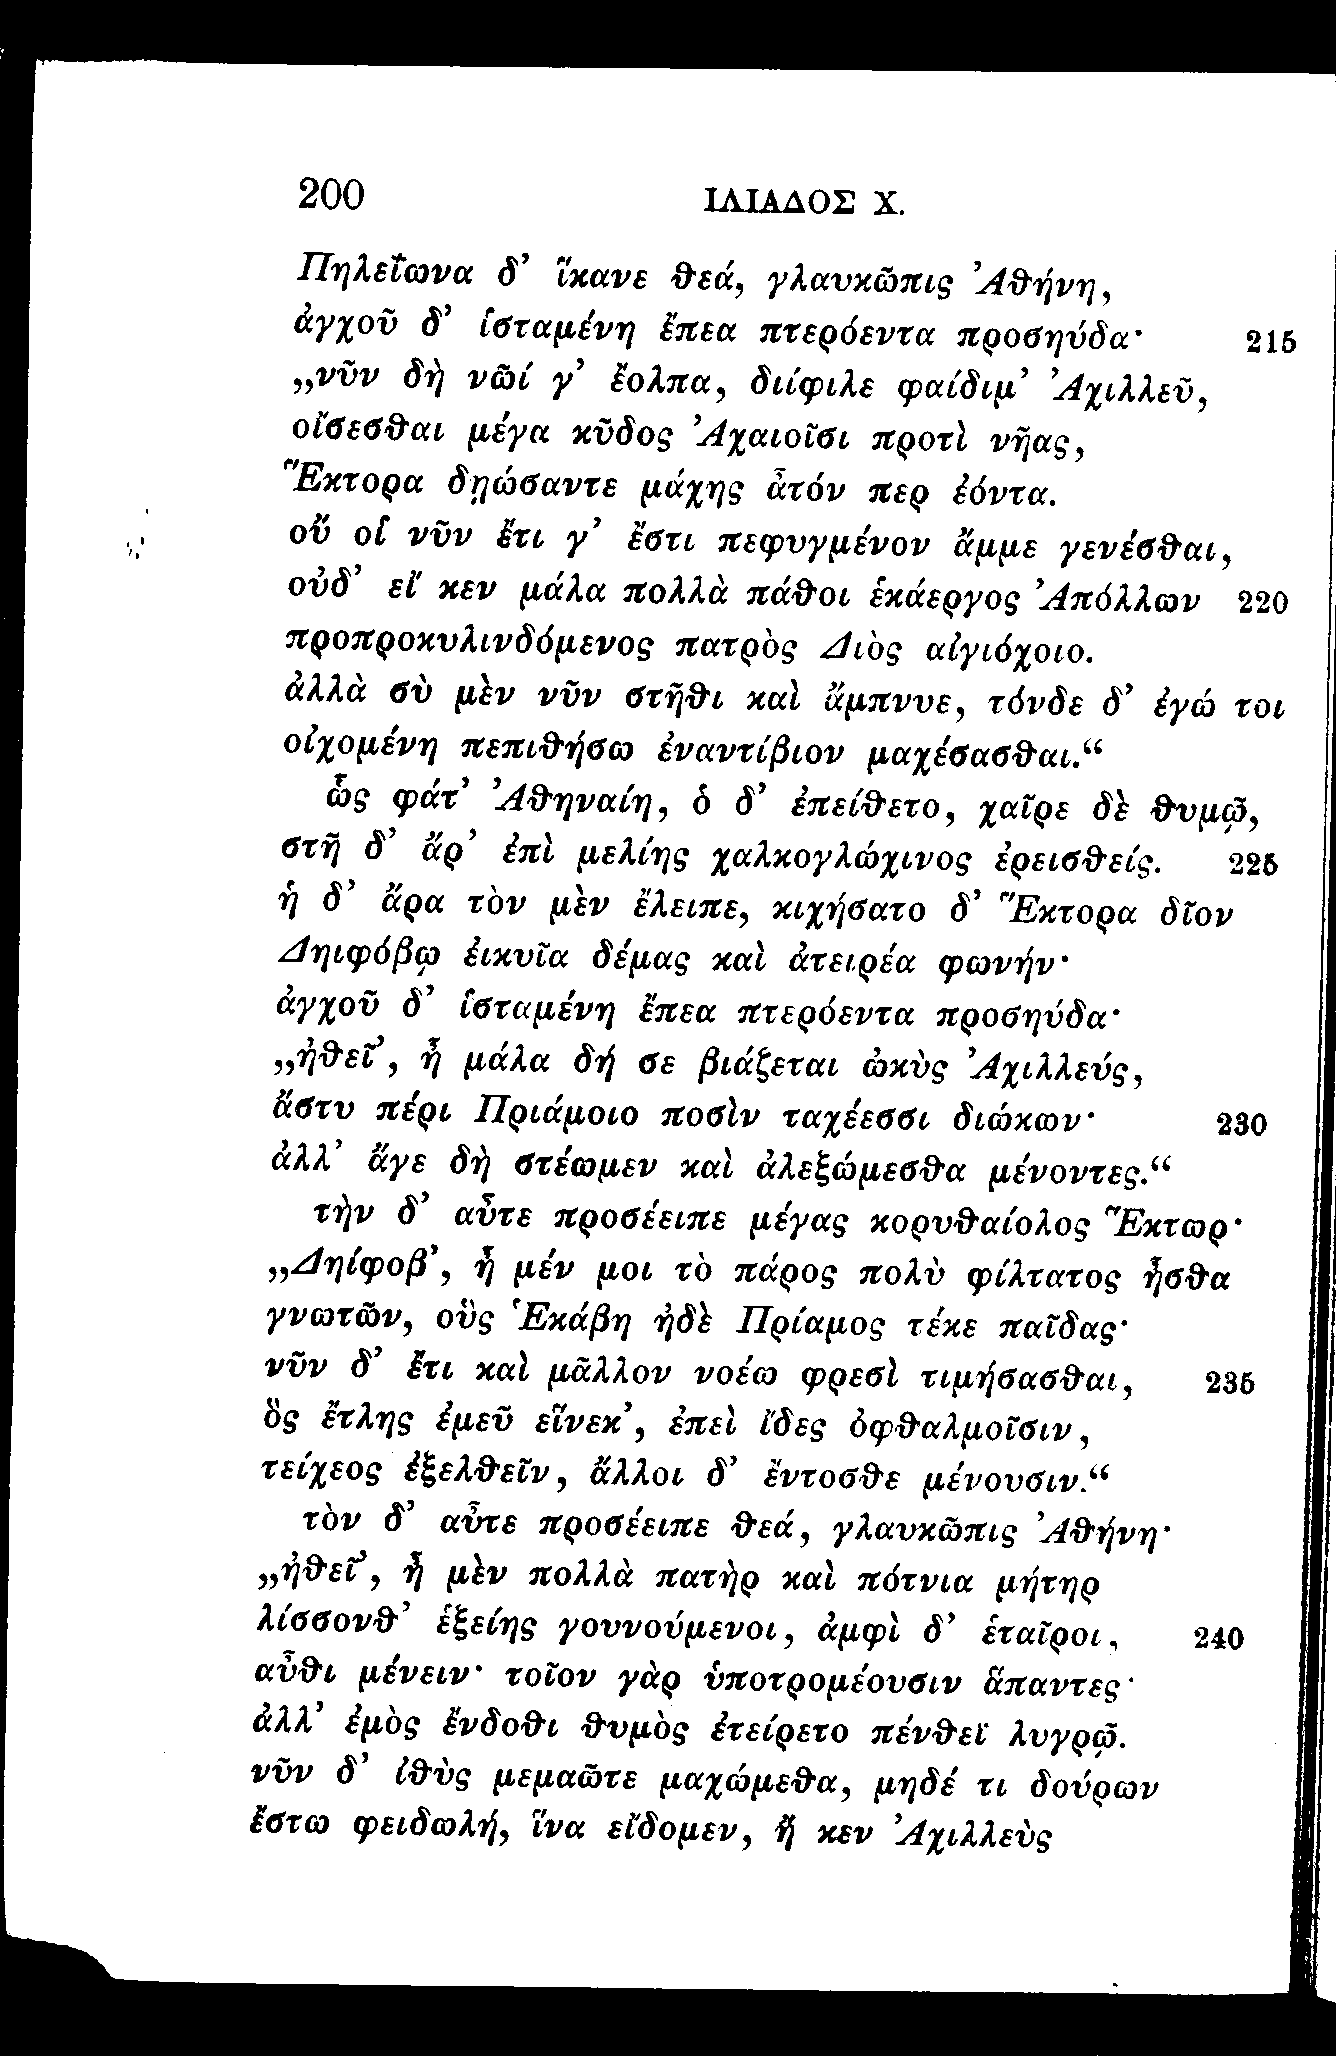 200 ΙΛΙΑΔΟΣ Χ.
Πηλεΐωνα δ’ ἵκανε θεά, γλαυκῶπις Ἀθήνη,
ἀγχοῦ δ’ ἱσταμένη ἔπεα πτερόεντα προσηύδα· 215
„νῦν δὴ νῶί γ’ ἔολπα, διίφιλε φαίδιμ’ Ἀχιλλεῦ,
οἴσεσθαι μέγα κῦδος Ἀχαιοῖσι προτὶ νῆας,
Ἕκτορα δῃώσαντε μάχης ἆτόν περ ἐόντα.
οὔ οἱ νῦν ἔτι γ’ ἔστι πεφυγμένον ἄμμε γενέσθαι,
οὐδ’ εἴ κεν μάλα πολλὰ πάθοι ἑκάεργος Ἀπόλλων 220
προπροκυλινδόμενος πατρὸς Διὸς αἰγιόχοιο.
ἀλλὰ σὺ μὲν νῦν στῆθι καὶ ἄμπνυε, τόνδε δ’ ἐγώ τοι
οἰχομένη πεπιθήσω ἐναντίβιον μαχέσασθαι.“
ὣς φάτ’ Ἀθηναίη, ὁ δ’ ἐπείθετο, χαῖρε δὲ θυμῷ,
στῆ δ’ ἄρ’ ἐπὶ μελίης χαλκογλώχινος ἐρεισθείς. 225
ἡ δ’ ἄρα τὸν μὲν ἔλειπε, κιχήσατο δ’ Ἕκτορα δῖον
Δηιφόβῳ ἐικυῖα δέμας καὶ ἀτειρέα φωνήν·
ἀγχοῦ δ’ ἱσταμένη ἔπεα πτερόεντα προσηύδα·
„ἠθεῖ’, ἦ μάλα δή σε βιάζεται ὠκὺς Ἀχιλλεύς,
ἄστυ πέρι Πριάμοιο ποσὶν ταχέεσσι διώκων· 230
ἀλλ’ ἄγε δὴ στέωμεν καὶ ἀλεξώμεσθα μένοντες.“
τὴν δ’ αὖτε προσέειπε μέγας κορυθαίολος Ἕκτωρ·
„Δηίφοβ’, ἦ μέν μοι τὸ πάρος πολὺ φίλτατος ἦσθα
γνωτῶν, οὓς Ἑκάβη ἠδὲ Πρίαμος τέκε παῖδας·
νῦν δ’ ἔτι καὶ μᾶλλον νοέω φρεσὶ τιμήσασθαι, 235
ὃς ἔτλης ἐμεῦ εἵνεκ’, ἐπεὶ ἴδες ὀφθαλμοῖσιν,
τείχεος ἐξελθεῖν, ἄλλοι δ’ ἔντοσθε μένουσιν.“
τὸν δ’ αὖτε προσέειπε θεά, γλαυκῶπις Ἀθήνη·
„ἠθεῖ’, ἦ μὲν πολλὰ πατὴρ καὶ πότνια μήτηρ
λίσσονθ’ ἑξείης γουνούμενοι, ἀμφὶ δ’ ἑταῖροι, 240
αὖθι μένειν· τοῖον γὰρ ὑποτρομέουσιν ἅπαντες·
ἀλλ’ ἐμὸς ἔνδοθι θυμὸς ἐτείρετο πένθεϊ λυγρῷ.
νῦν δ’ ἰθὺς μεμαῶτε μαχώμεθα, μηδέ τι δούρων
ἔστω φειδωλή, ἵνα εἴδομεν, ἤ κεν Ἀχιλλεὺς